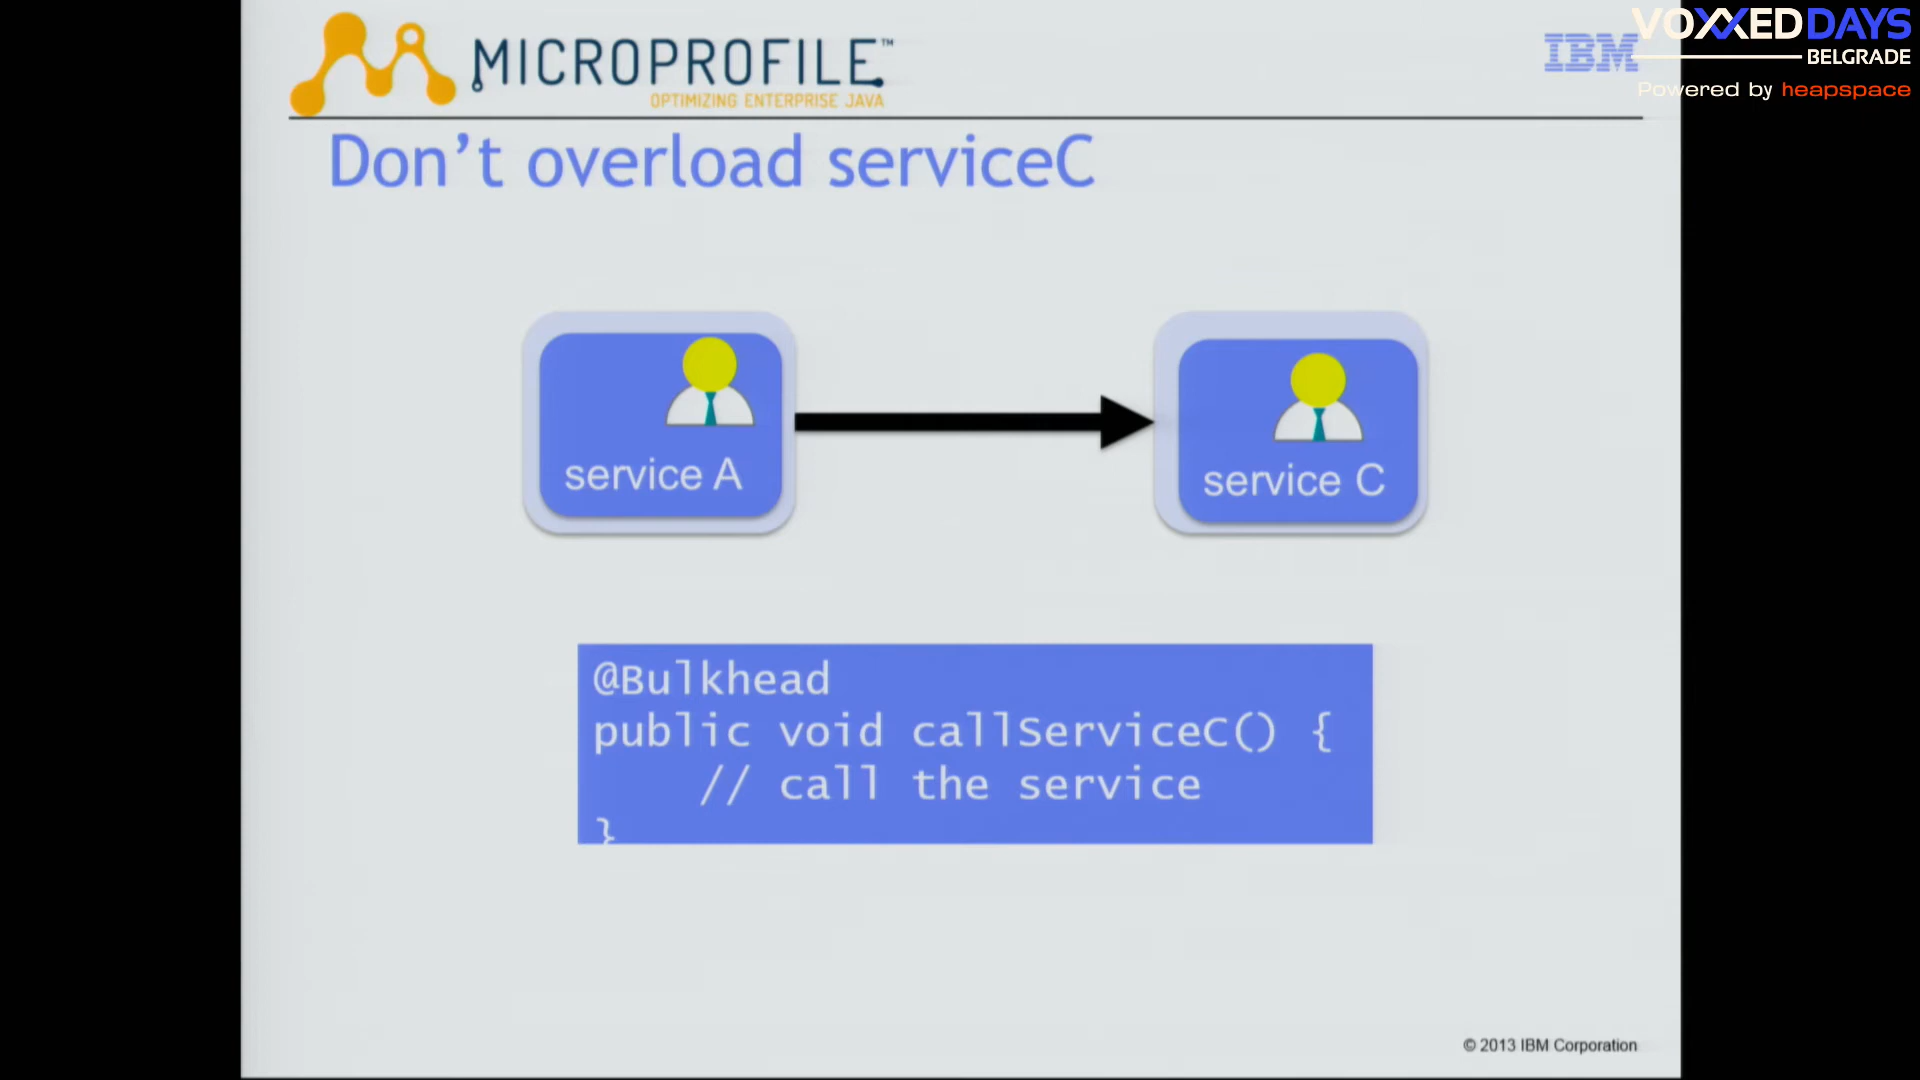 MICROPROFILE™
OPTIMIZING ENTERPRISE JAVA
IBM
VOXXED DAYS
BELGRADE
Powered by heapspace
Don’t overload serviceC
service A
service C
@Bulkhead
public void callServiceC() {
// call the service
}
© 2013 IBM Corporation